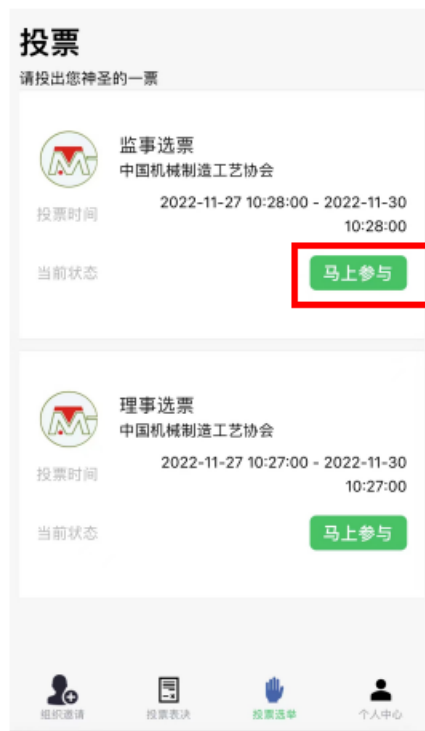 投票
请投出您神圣的一票
监事选票
中国机械制造工艺协会
投票时间
2022-11-27 10:28:00 - 2022-11-30
10:28:00
当前状态
马上参与
理事选票
中国机械制造工艺协会
投票时间
2022-11-27 10:27:00 - 2022-11-30
10:27:00
当前状态
马上参与
组织邀请
投票表决
投票选举
个人中心